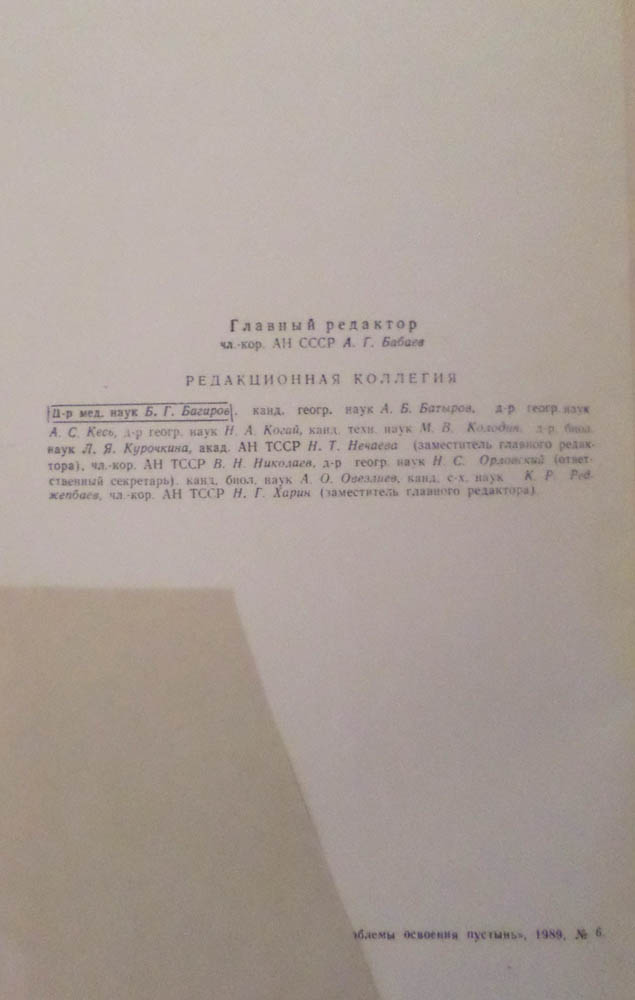 Главный редактор
чл.-кор. АН СССР А. Г. Бабаев
РЕДАКЦИОННАЯ КОЛЛЕГИЯ
Д-р мед. наук Б. Г. Багиров, канд. геогр. наук А. Б. Батыров, д-р геогр. наук
А. С. Кесь, д-р геогр. наук Н. А. Когай, канд. техн. наук М. В. Колодин, д-р. биол.
наук Л. Я. Курочкина, акад. АН ТССР Н. Т. Нечаева (заместитель главного редак-
тора), чл.-кор. АН ТССР В. Н. Николаев, д-р геогр. наук Н. С. Орловский (ответ-
ственный секретарь), канд. биол. наук А. О. Овезлиев, канд. с-х. наук К. Р. Ред-
жепбаев, чл.-кор. АН ТССР Н. Г. Харин (заместитель главного редактора)
облемы освоения пустынь», 1989, № 6.